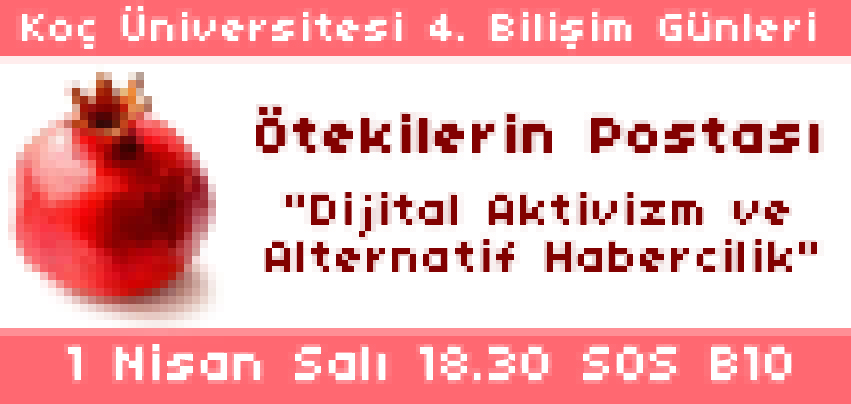 Koç Üniversitesi 4. Bilişim Günleri
Ötekilerin Postası
"Dijital Aktivizm ve
Alternatif Habercilik"
1 Nisan Salı 18.30 SOS B10